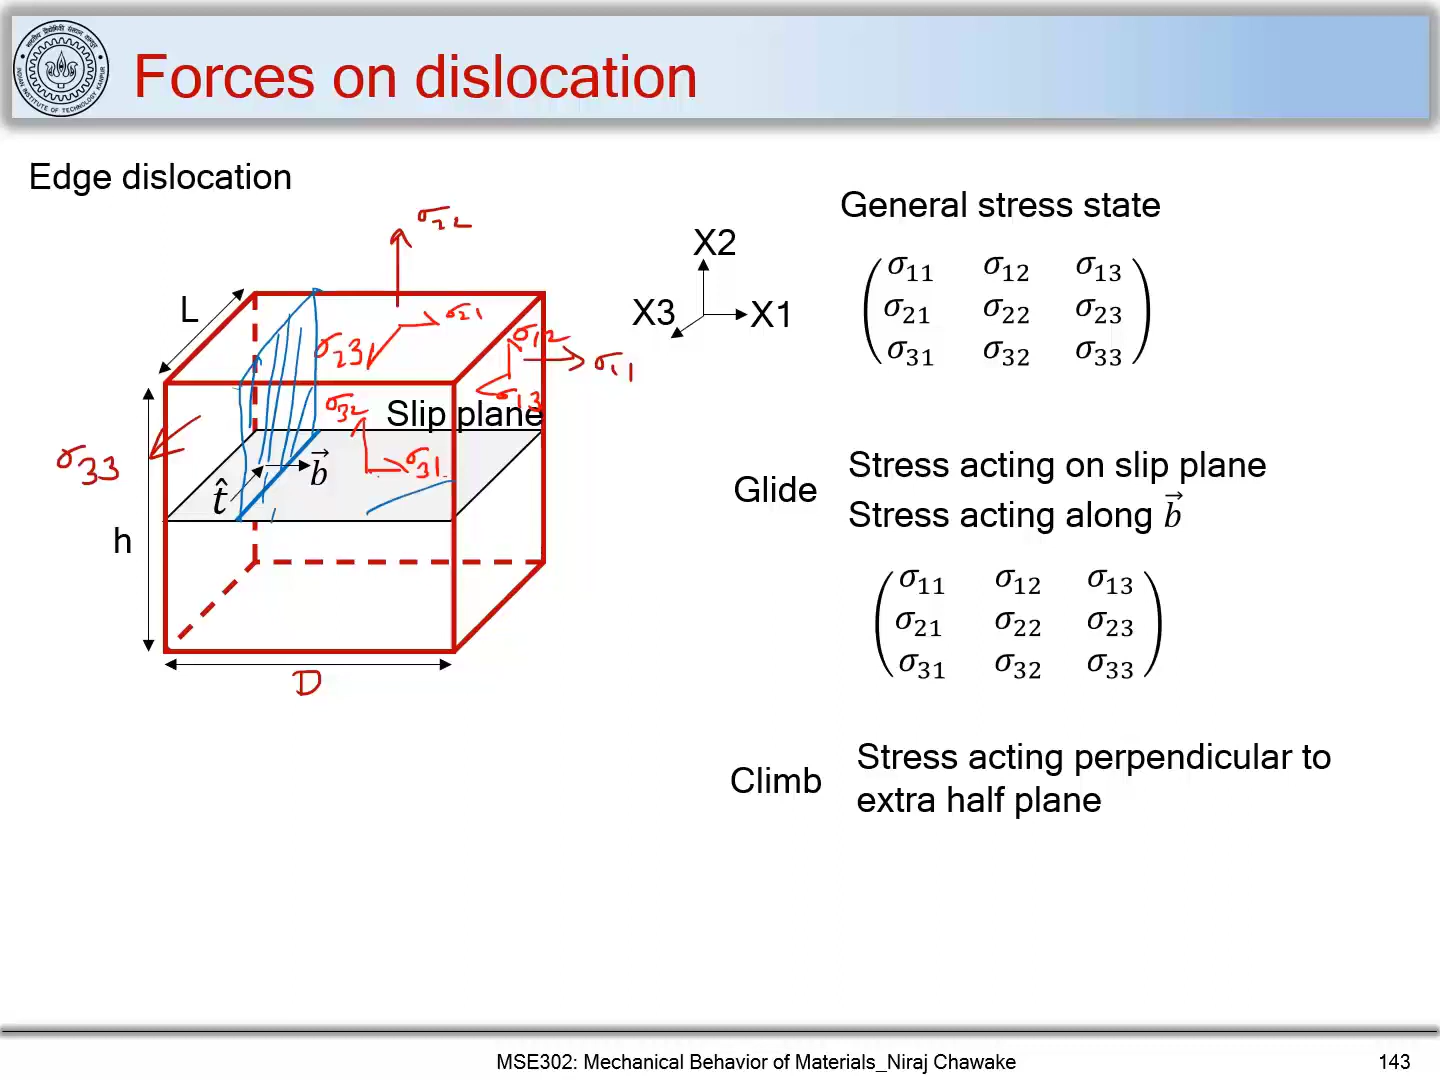 Forces on dislocation
Edge dislocation
General stress state
σ11 σ12 σ13
σ21 σ22 σ23
σ31 σ32 σ33
X2
X3
X1
L
σ22
σ21
σ23
σ12
σ11
σ13
σ32
Slip plane
σ33
σ31
b
t̂
h
D
Glide
Stress acting on slip plane
Stress acting along b
σ11 σ12 σ13
σ21 σ22 σ23
σ31 σ32 σ33
Climb
Stress acting perpendicular to
extra half plane
MSE302: Mechanical Behavior of Materials_Niraj Chawake
143